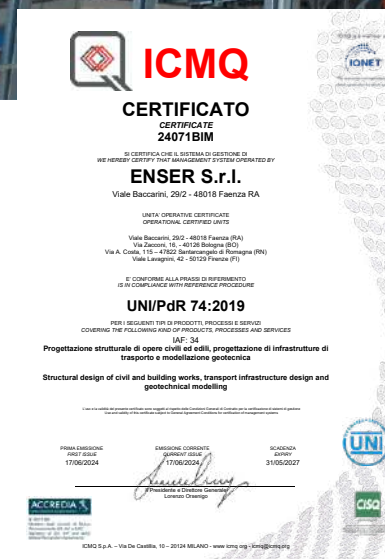 ICMQ
IQNET
CERTIFICATO
CERTIFICATE
24071BIM
SI CERTIFICA CHE IL SISTEMA DI GESTIONE DI
WE HEREBY CERTIFY THAT MANAGEMENT SYSTEM OPERATED BY
ENSER S.r.l.
Viale Baccarini, 29/2 - 48018 Faenza RA
UNITA' OPERATIVE CERTIFICATE
OPERATIONAL CERTIFIED UNITS
Viale Baccarini, 29/2 - 48018 Faenza (RA)
Via Zacconi, 16, - 40126 Bologna (BO)
Via A. Costa, 115 – 47822 Santarcangelo di Romagna (RN)
Viale Lavagnini, 42 - 50129 Firenze (FI)
E' CONFORME ALLA PRASSI DI RIFERIMENTO
IS IN COMPLIANCE WITH REFERENCE PROCEDURE
UNI/PdR 74:2019
PER I SEGUENTI TIPI DI PRODOTTI, PROCESSI E SERVIZI
COVERING THE FOLLOWING KIND OF PRODUCTS, PROCESSES AND SERVICES
IAF: 34
Progettazione strutturale di opere civili ed edili, progettazione di infrastrutture di
trasporto e modellazione geotecnica
Structural design of civil and building works, transport infrastructure design and
geotechnical modelling
PRIMA EMISSIONE
FIRST ISSUE
17/06/2024
EMISSIONE CORRENTE
CURRENT ISSUE
17/06/2024
SCADENZA
EXPIRY
31/05/2027
Il Presidente e Direttore Generale
Lorenzo Orsenigo
UNI
ACCREDIA
CISQ
ICMQ S.p.A. – Via De Castillia, 10 – 20124 MILANO - www icmq org - icmq@icmq org